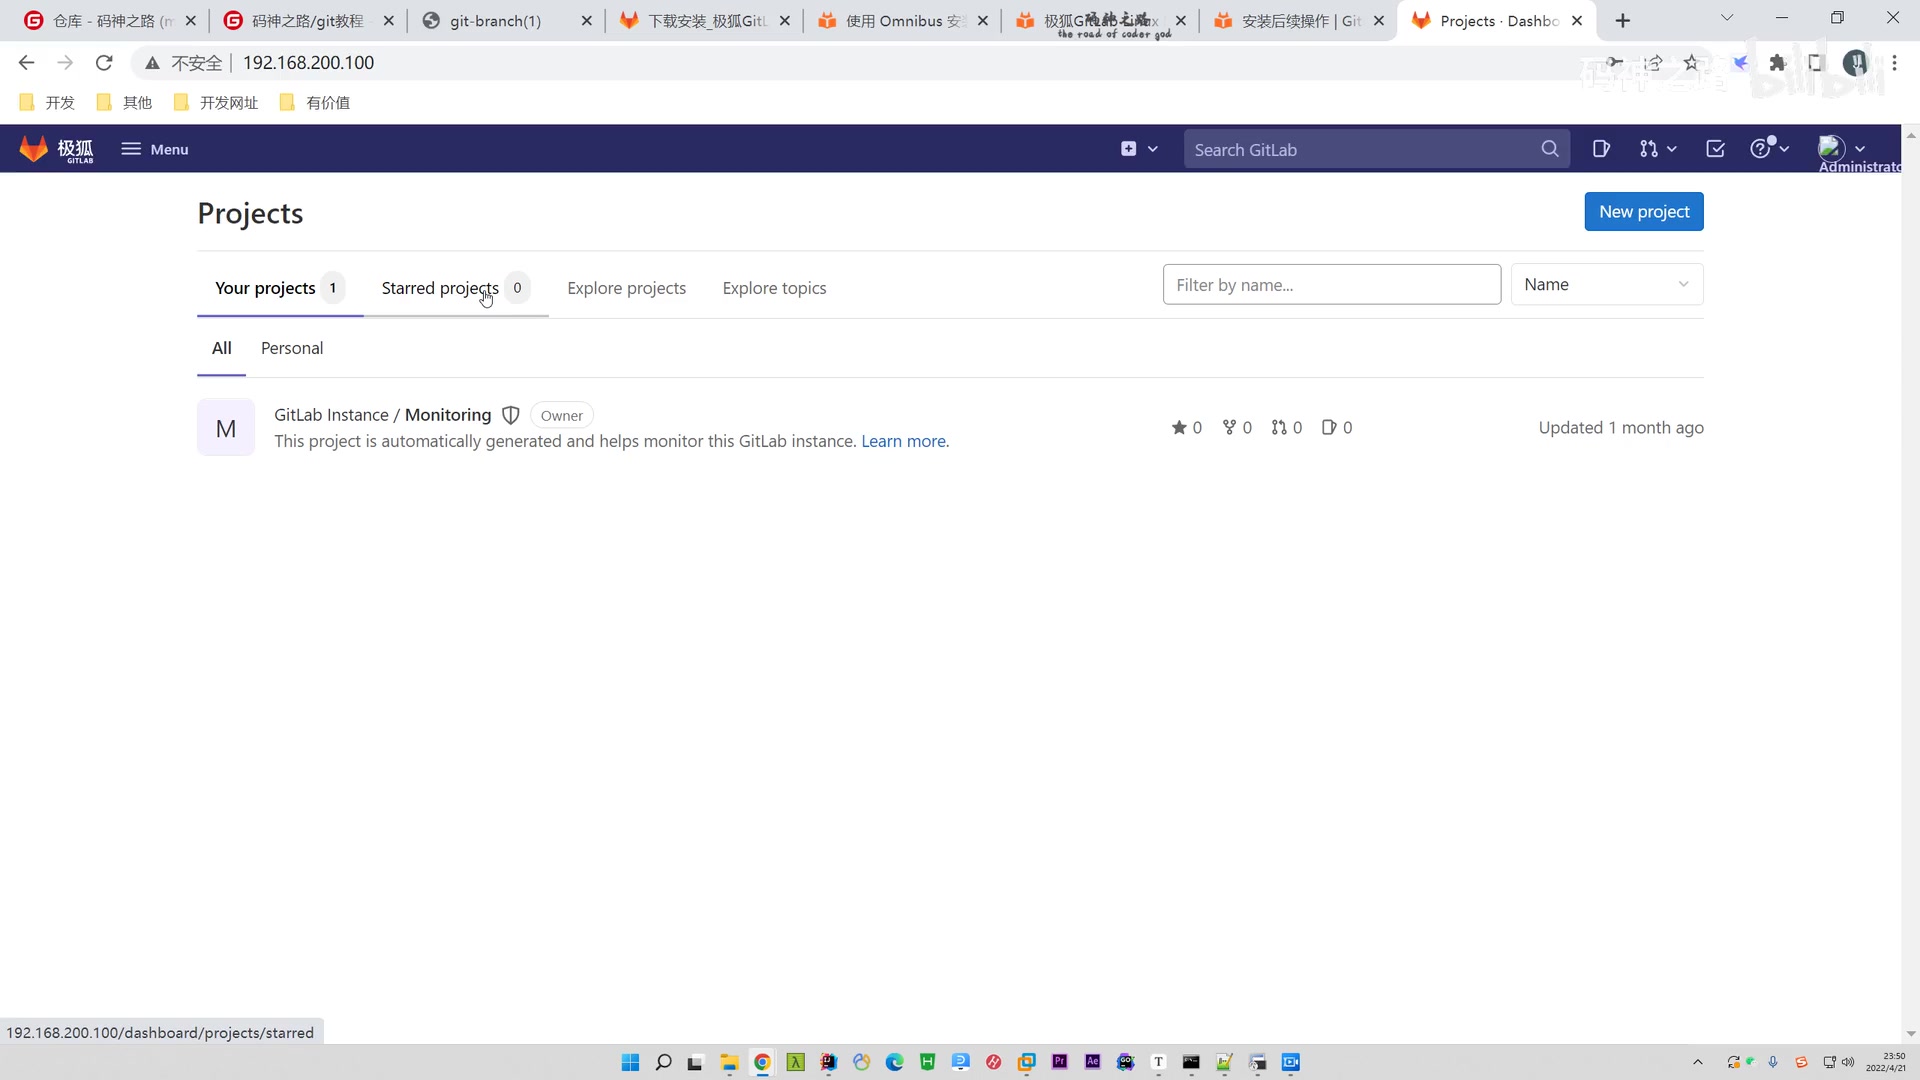 仓库 - 码神之路 (m
码神之路/git教程
git-branch(1)
下载安装_极狐GitL
使用 Omnibus 安
极狐GitLab Linux
安装后续操作 | Git
Projects · Dashbo
码神之路
the road of coder god
不安全
192.168.200.100
码神之路
bilibili
开发
其他
开发网址
有价值
极狐
GITLAB
Menu
Search GitLab
Administrato
Projects
New project
Your projects 1
Starred projects 0
Explore projects
Explore topics
Filter by name...
Name
All
Personal
M
GitLab Instance / Monitoring
Owner
This project is automatically generated and helps monitor this GitLab instance. Learn more.
0 0 0 0
Updated 1 month ago
192.168.200.100/dashboard/projects/starred
23:50
2022/4/21